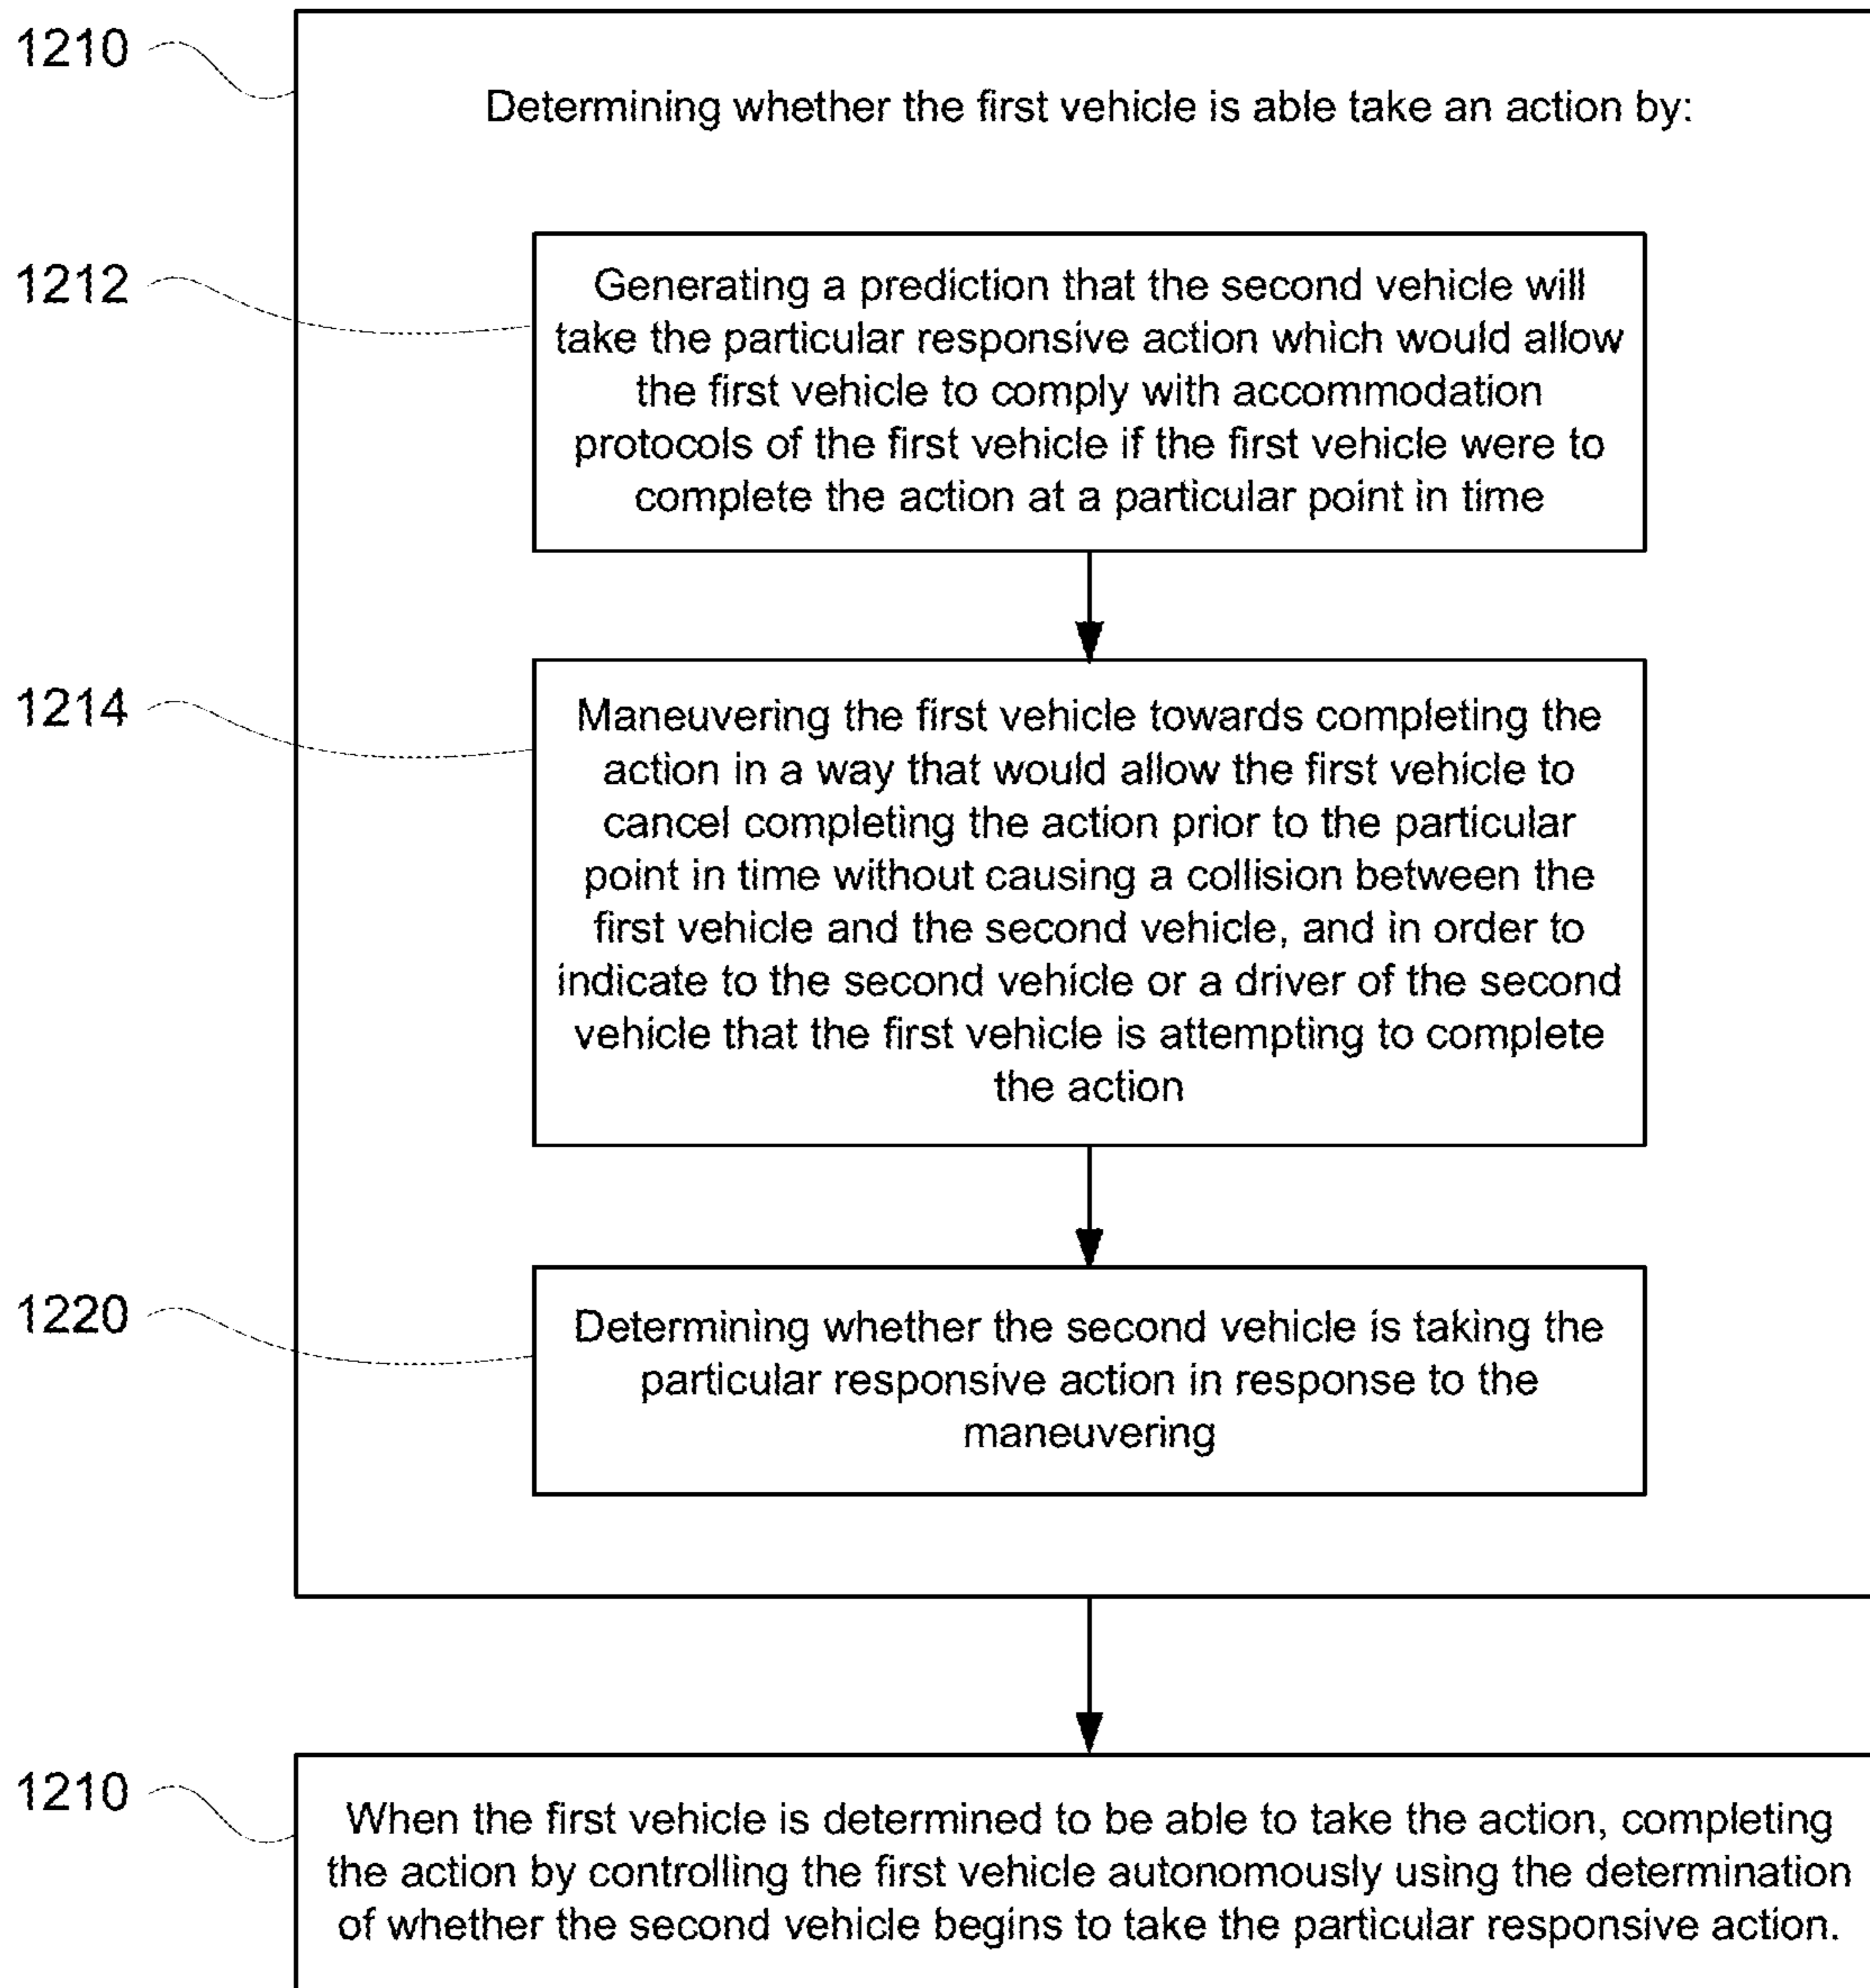 1210
Determining whether the first vehicle is able take an action by:
1212
Generating a prediction that the second vehicle will
take the particular responsive action which would allow
the first vehicle to comply with accommodation
protocols of the first vehicle if the first vehicle were to
complete the action at a particular point in time
1214
Maneuvering the first vehicle towards completing the
action in a way that would allow the first vehicle to
cancel completing the action prior to the particular
point in time without causing a collision between the
first vehicle and the second vehicle, and in order to
indicate to the second vehicle or a driver of the second
vehicle that the first vehicle is attempting to complete
the action
1220
Determining whether the second vehicle is taking the
particular responsive action in response to the
maneuvering
1210
When the first vehicle is determined to be able to take the action, completing
the action by controlling the first vehicle autonomously using the determination
of whether the second vehicle begins to take the particular responsive action.